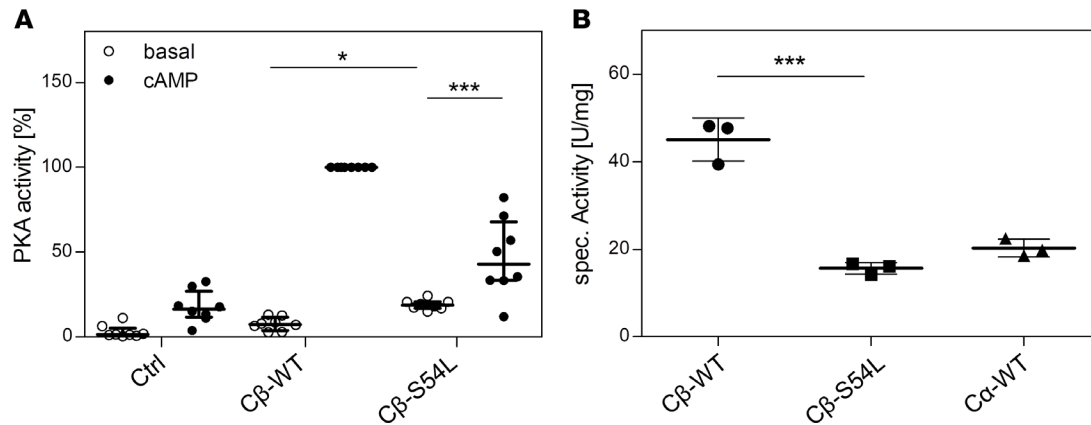 A
basal
cAMP
*
***
PKA activity [%]
150
100
50
0
Ctrl
Cβ-WT
Cβ-S54L
B
***
spec. Activity [U/mg]
60
40
20
0
Cβ-WT
Cβ-S54L
Cα-WT